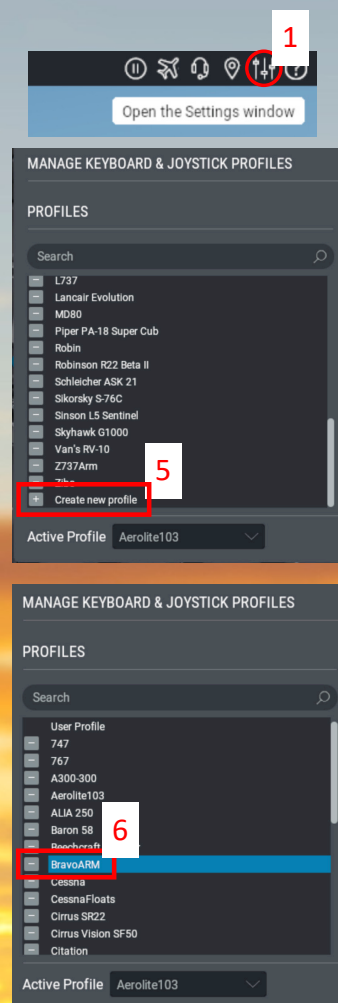 1
Open the Settings window
MANAGE KEYBOARD & JOYSTICK PROFILES
PROFILES
Search
L737
Lancair Evolution
MD80
Piper PA-18 Super Cub
Robin
Robinson R22 Beta II
Schleicher ASK 21
Sikorsky S-76C
Sinson L5 Sentinel
Skyhawk G1000
Van's RV-10
Z737Arm
5
Create new profile
Active Profile Aerolite103
MANAGE KEYBOARD & JOYSTICK PROFILES
PROFILES
Search
User Profile
747
767
A300-300
Aerolite103
ALIA 250
Baron 58
6
Beechcraft
BravoARM
Cessna
CessnaFloats
Cirrus SR22
Cirrus Vision SF50
Citation
Active Profile Aerolite103